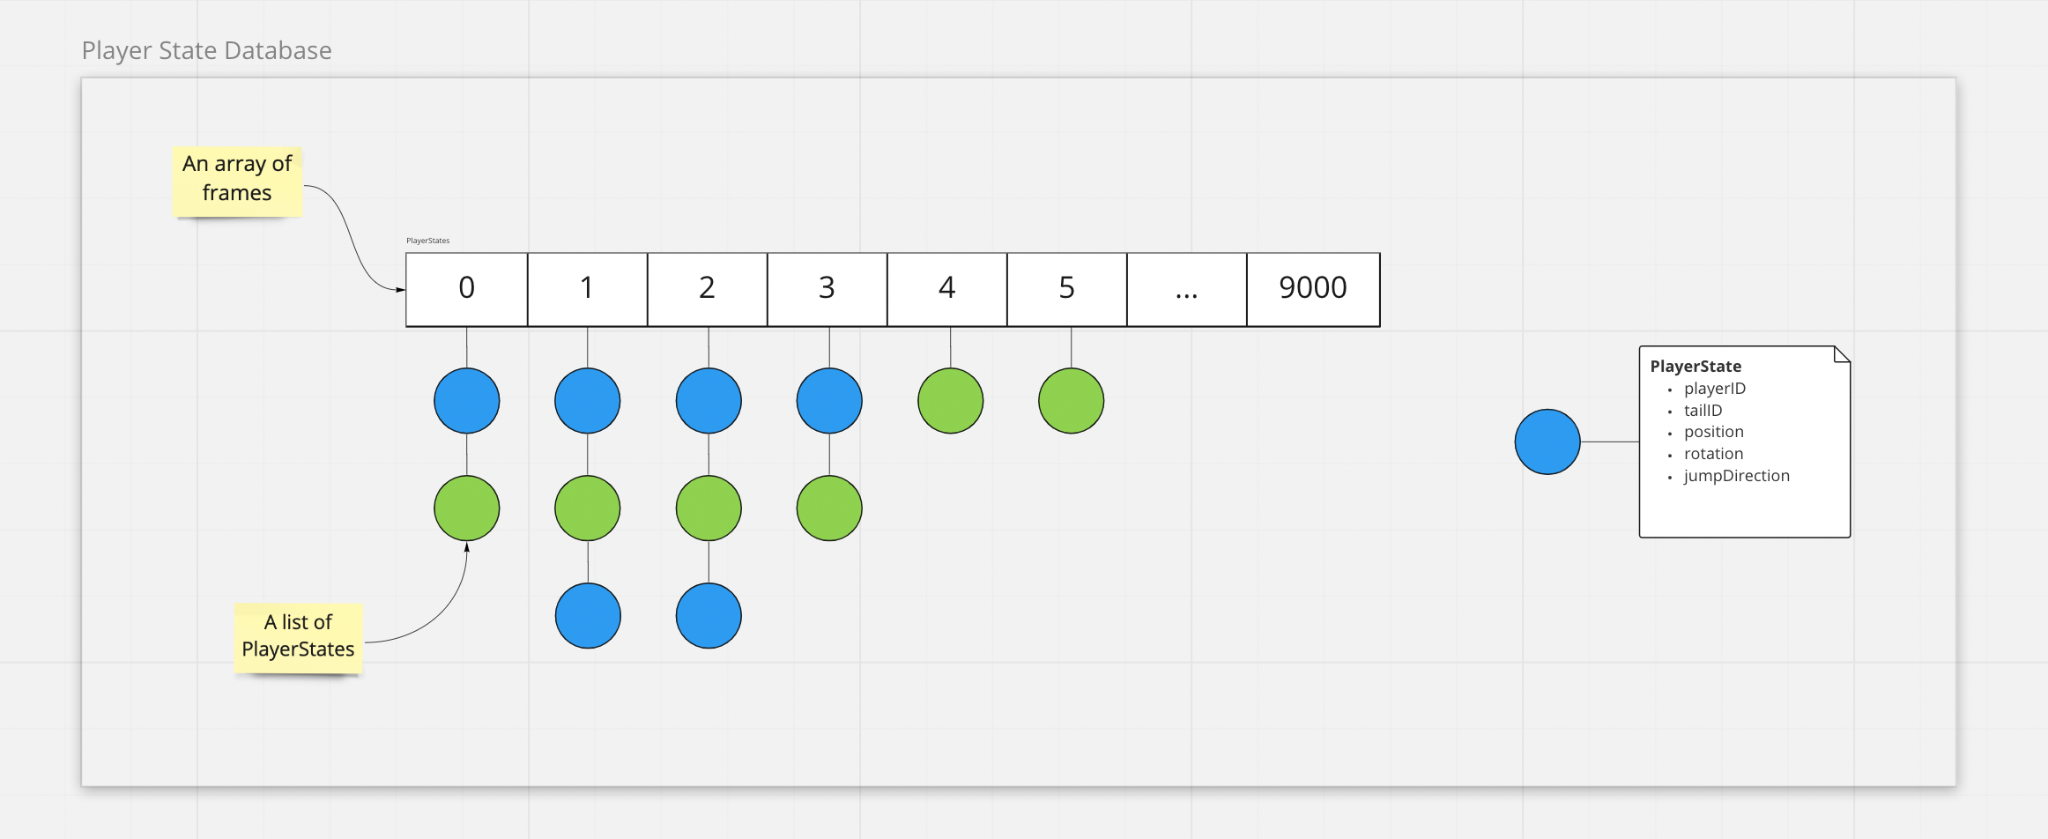 Player State Database
An array of
frames
PlayerStates
0 1 2 3 4 5 ... 9000
PlayerState
• playerID
• tailID
• position
• rotation
• jumpDirection
A list of
PlayerStates